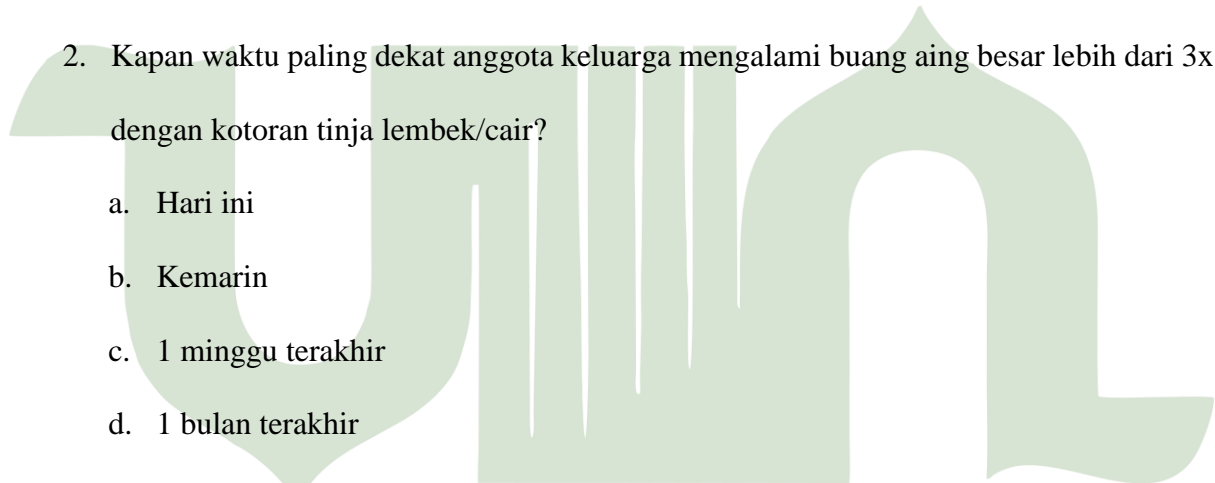 2. Kapan waktu paling dekat anggota keluarga mengalami buang aing besar lebih dari 3x
dengan kotoran tinja lembek/cair?
a. Hari ini
b. Kemarin
c. 1 minggu terakhir
d. 1 bulan terakhir